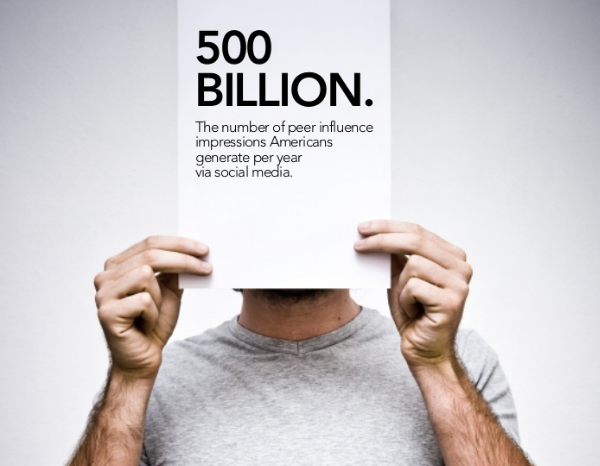 500
BILLION.
The number of peer influence
impressions Americans
generate per year
via social media.